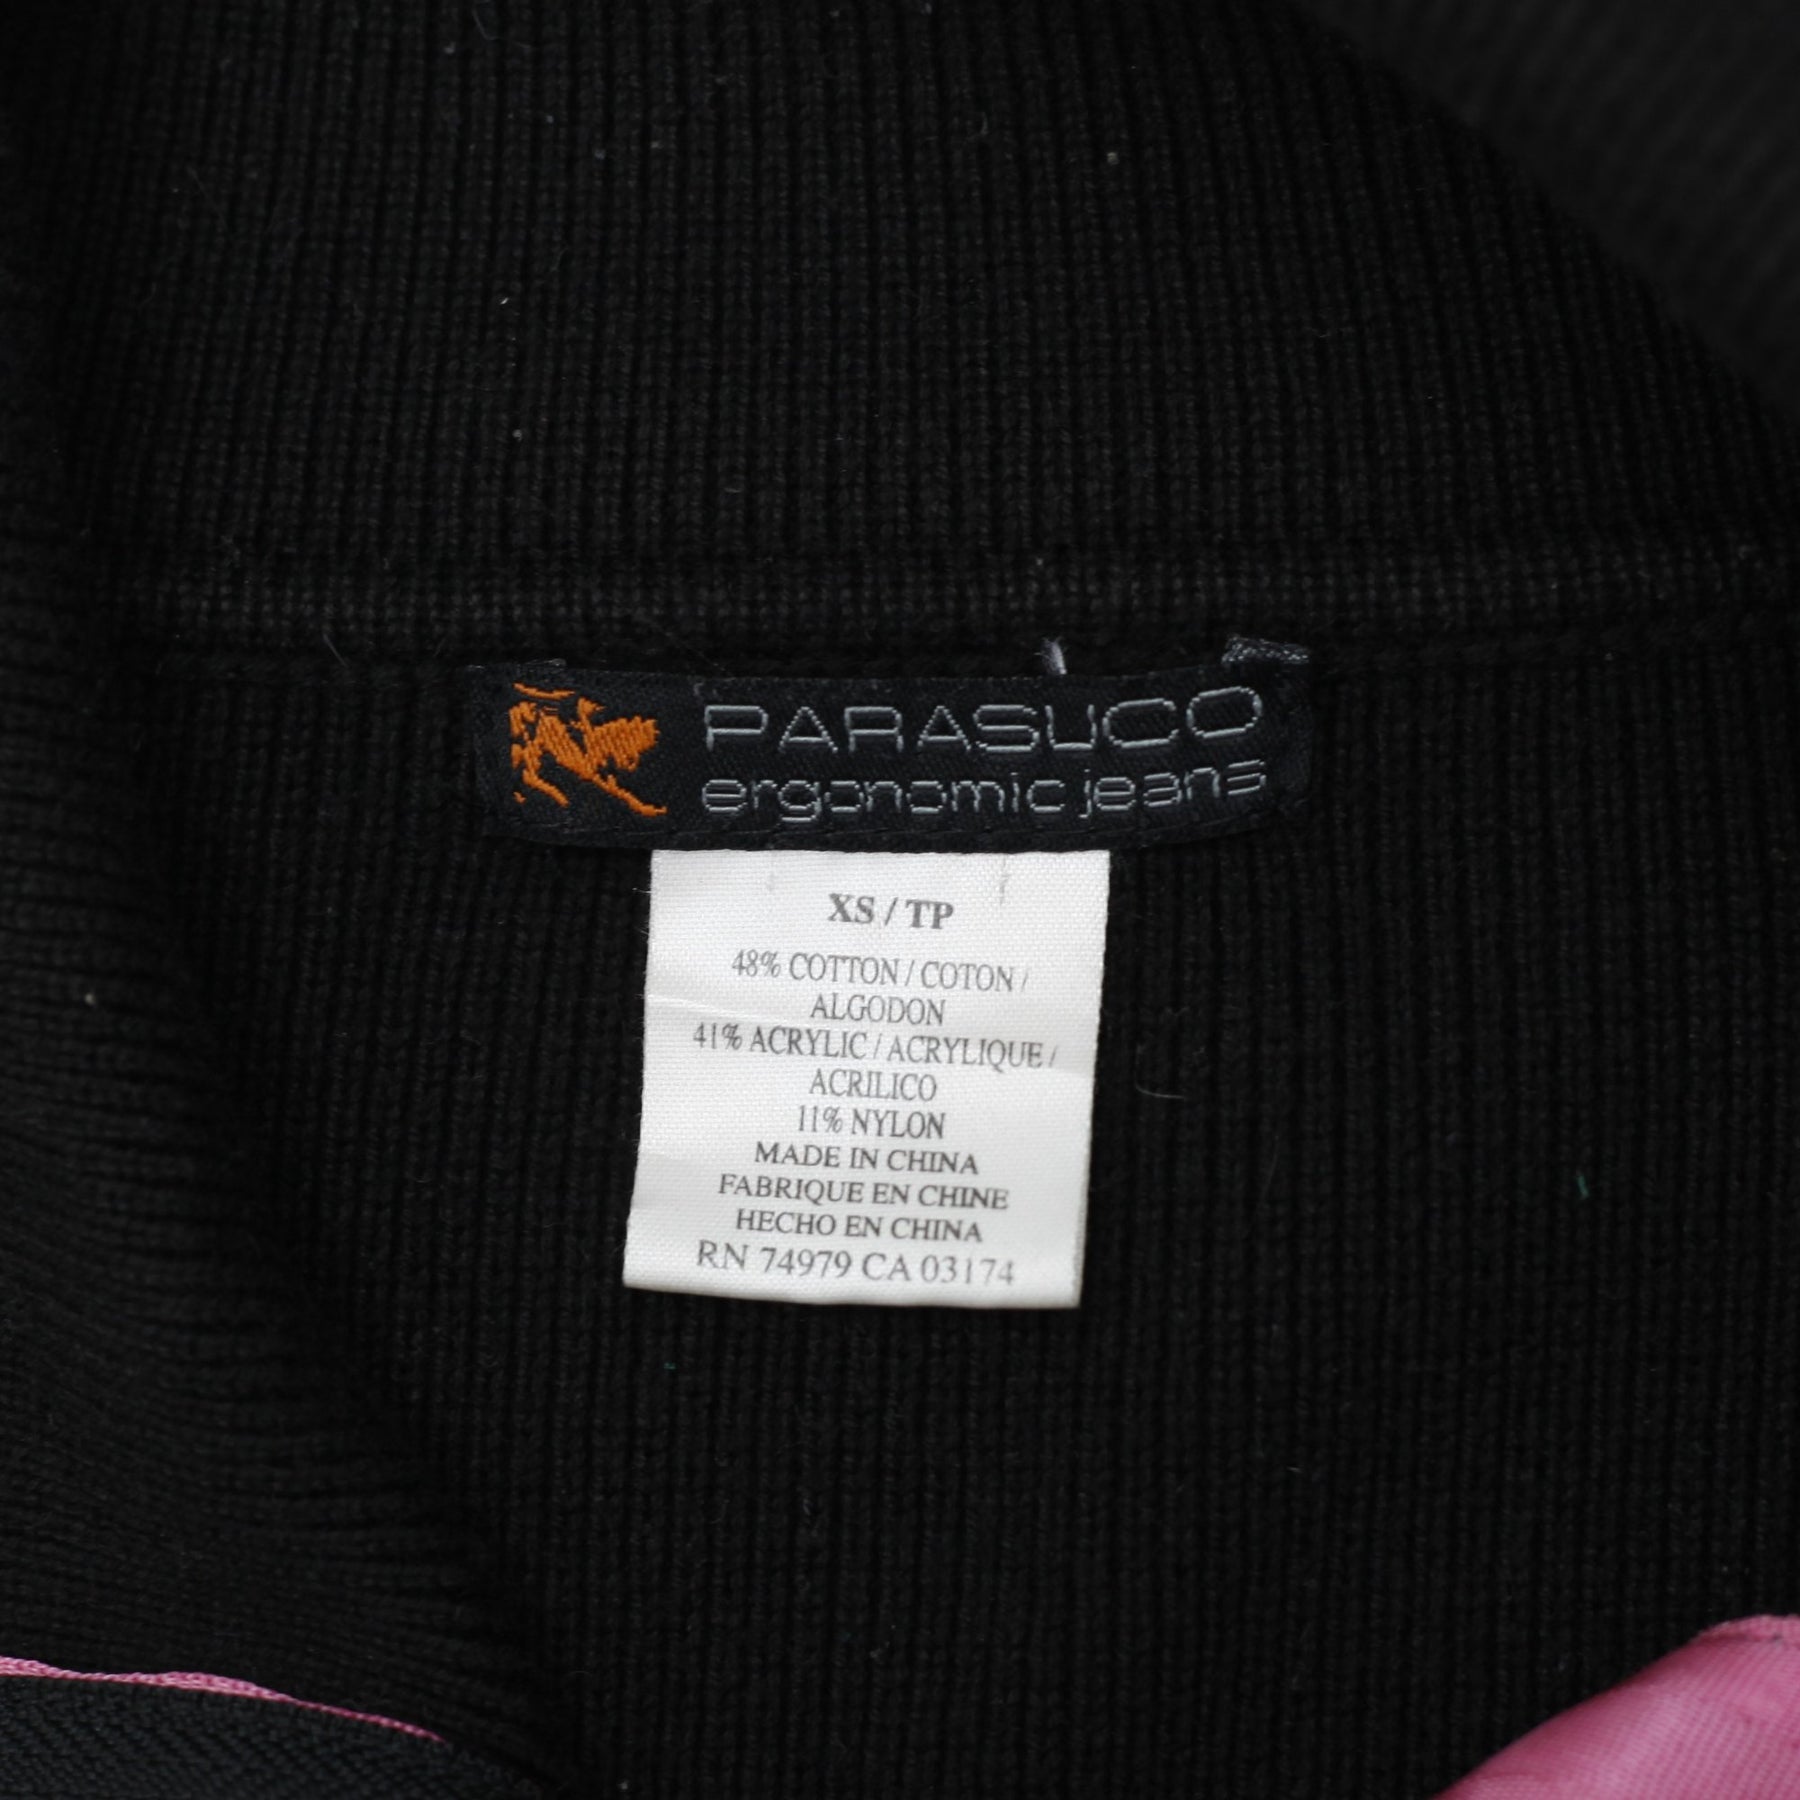 PARASUCO
ergonomic jeans
XS / TP
48% COTTON / COTON /
ALGODON
41% ACRYLIC / ACRYLIQUE /
ACRILICO
11% NYLON
MADE IN CHINA
FABRIQUE EN CHINE
HECHO EN CHINA
RN 74979 CA 03174